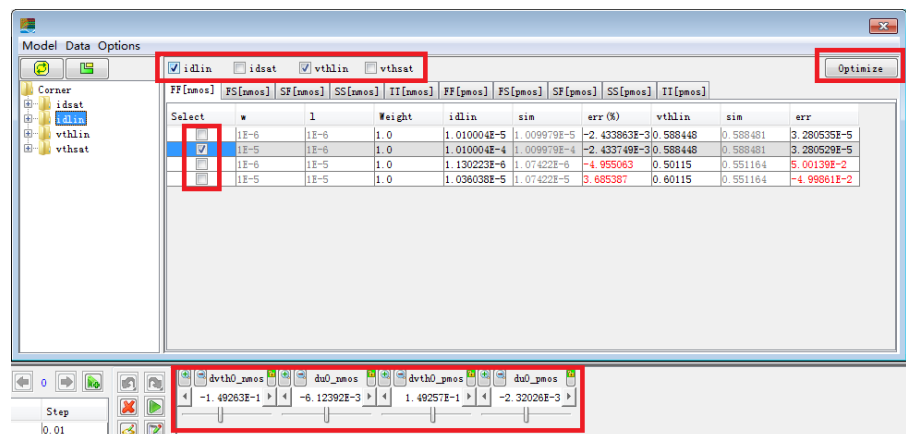 Model Data Options
idlin idsat vthlin vthsat Optimize
Corner
idsat
idlin
vthlin
vthsat
FF[nmos] FS[nmos] SF[nmos] SS[nmos] TT[nmos] FF[pmos] FS[pmos] SF[pmos] SS[pmos] TT[pmos]
Select w l Weight idlin sim err(%) vthlin sim err
1E-6 1E-6 1.0 1.010004E-5 1.009979E-5 -2.433863E-3 0.588448 0.588481 3.280535E-5
1E-5 1E-6 1.0 1.010004E-4 1.009979E-4 -2.433749E-3 0.588448 0.588481 3.280529E-5
1E-6 1E-5 1.0 1.130223E-6 1.07422E-6 -4.955063 0.50115 0.551164 5.00139E-2
1E-5 1E-5 1.0 1.036038E-5 1.07422E-5 3.685387 0.60115 0.551164 -4.99861E-2
0
dvth0_nmos du0_nmos dvth0_pmos du0_pmos
-1.49263E-1 -6.12392E-3 1.49257E-1 -2.32026E-3
Step
0.01